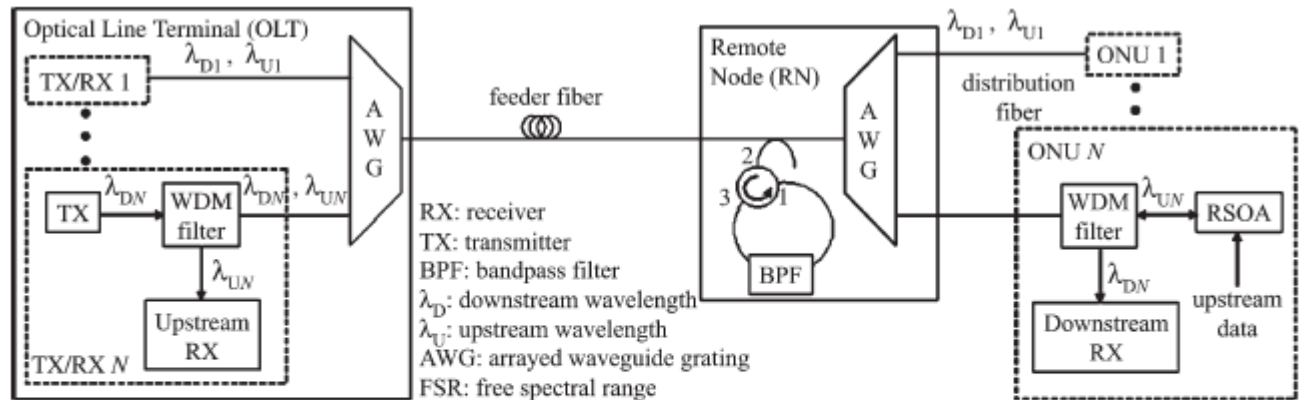 Optical Line Terminal (OLT)
TX/RX 1
λD1 , λU1
A
W
G
TX
λDN
WDM
filter
λDN , λUN
λUN
Upstream
RX
TX/RX N
feeder fiber
RX: receiver
TX: transmitter
BPF: bandpass filter
λD: downstream wavelength
λU: upstream wavelength
AWG: arrayed waveguide grating
FSR: free spectral range
Remote
Node (RN)
2
3
1
BPF
A
W
G
λD1, λU1
ONU 1
distribution
fiber
ONU N
WDM
filter
λUN
RSOA
λDN
upstream
data
Downstream
RX